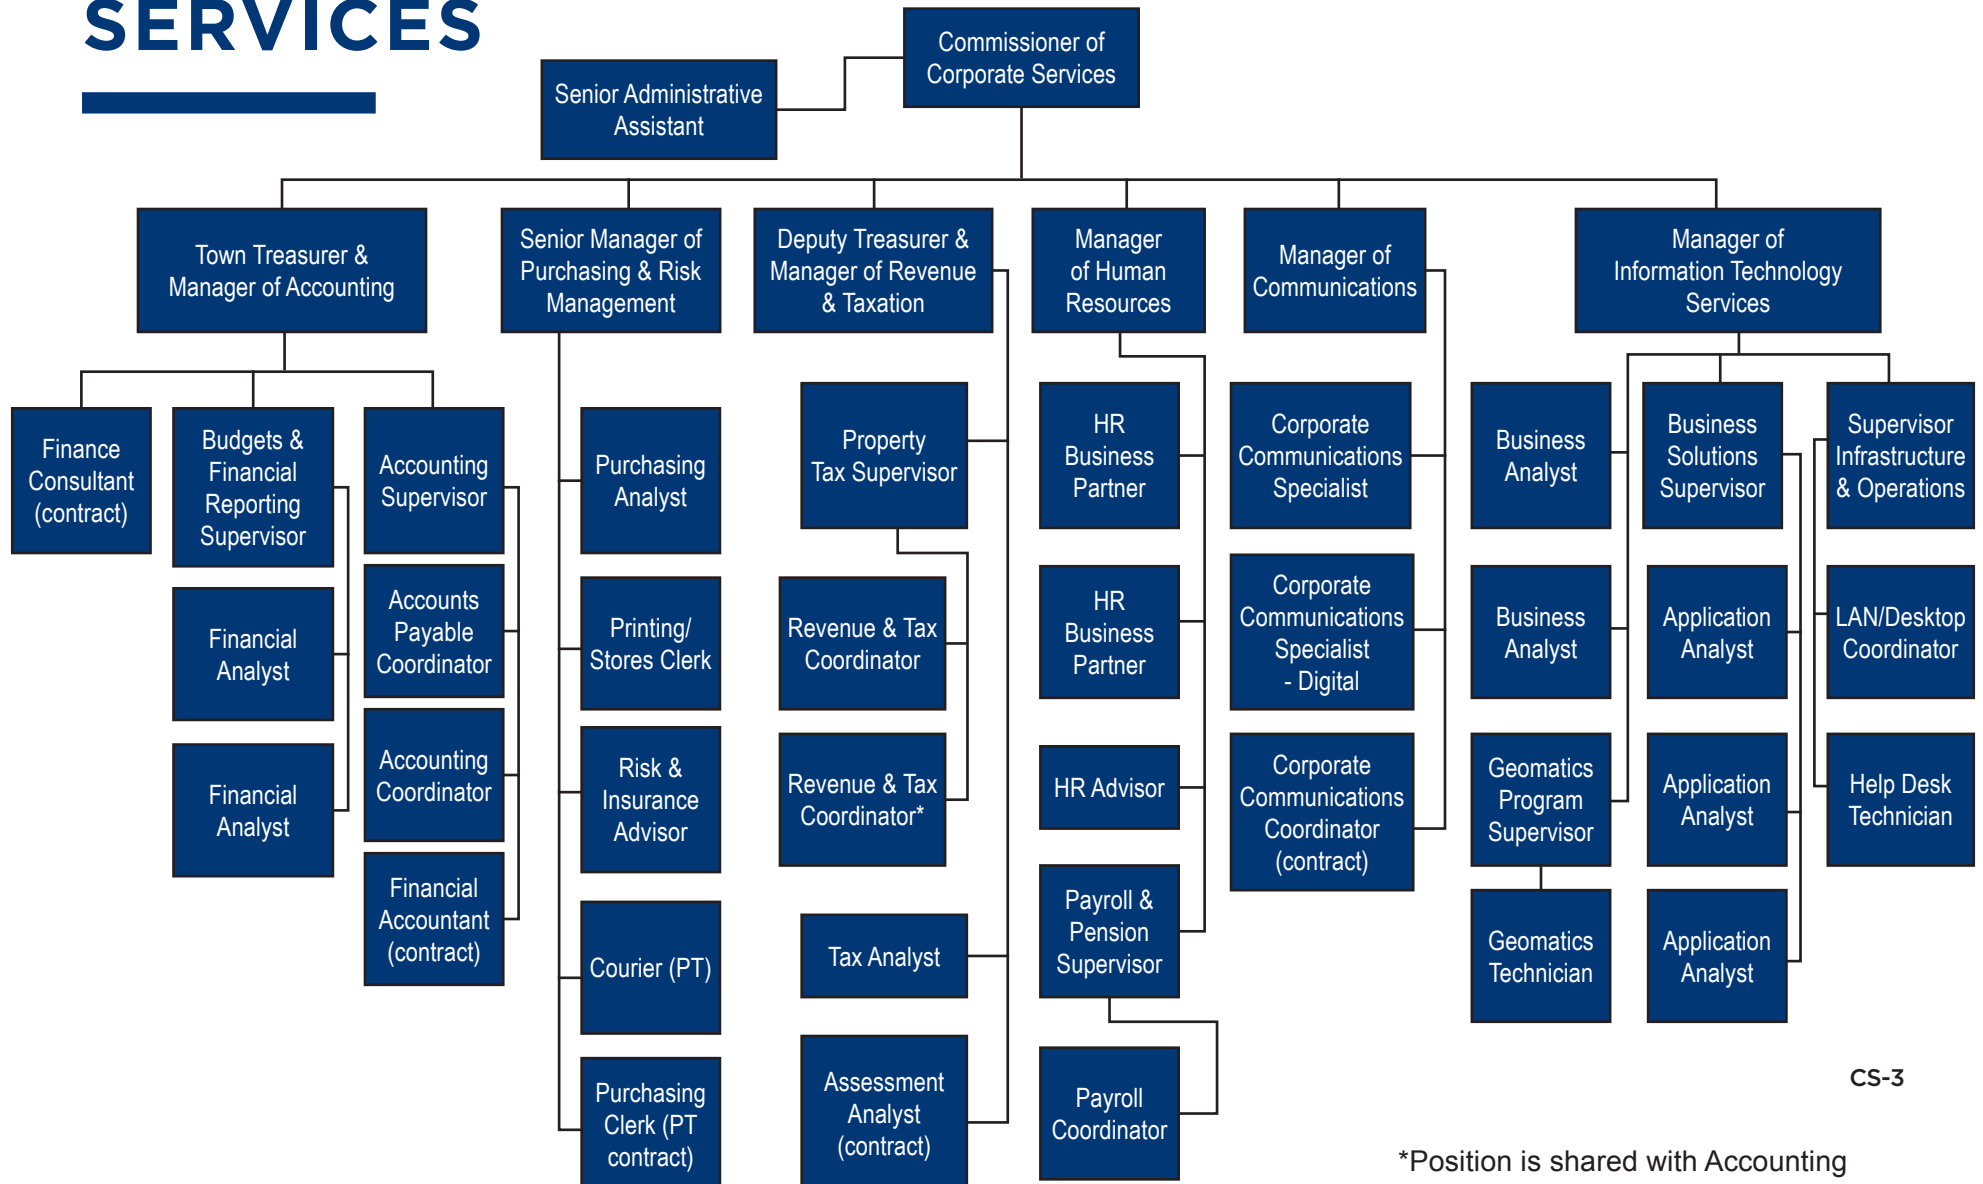 SERVICES
Commissioner of
Corporate Services
Senior Administrative
Assistant
Town Treasurer &
Manager of Accounting
Senior Manager of
Purchasing & Risk
Management
Deputy Treasurer &
Manager of Revenue
& Taxation
Manager
of Human
Resources
Manager of
Communications
Manager of
Information Technology
Services
Finance
Consultant
(contract)
Budgets &
Financial
Reporting
Supervisor
Financial
Analyst
Financial
Analyst
Accounting
Supervisor
Accounts
Payable
Coordinator
Accounting
Coordinator
Financial
Accountant
(contract)
Purchasing
Analyst
Printing/
Stores Clerk
Risk &
Insurance
Advisor
Courier (PT)
Purchasing
Clerk (PT
contract)
Property
Tax Supervisor
Revenue & Tax
Coordinator
Revenue & Tax
Coordinator*
Tax Analyst
Assessment
Analyst
(contract)
HR
Business
Partner
HR
Business
Partner
HR Advisor
Payroll &
Pension
Supervisor
Payroll
Coordinator
Corporate
Communications
Specialist
Corporate
Communications
Specialist
- Digital
Corporate
Communications
Coordinator
(contract)
Business
Analyst
Business
Analyst
Geomatics
Program
Supervisor
Geomatics
Technician
Business
Solutions
Supervisor
Application
Analyst
Application
Analyst
Application
Analyst
Supervisor
Infrastructure
& Operations
LAN/Desktop
Coordinator
Help Desk
Technician
CS-3
*Position is shared with Accounting